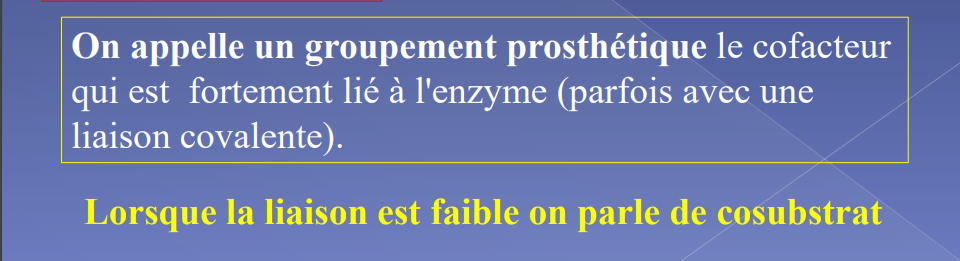 On appelle un groupement prosthétique le cofacteur
qui est fortement lié à l'enzyme (parfois avec une
liaison covalente).
Lorsque la liaison est faible on parle de cosubstrat